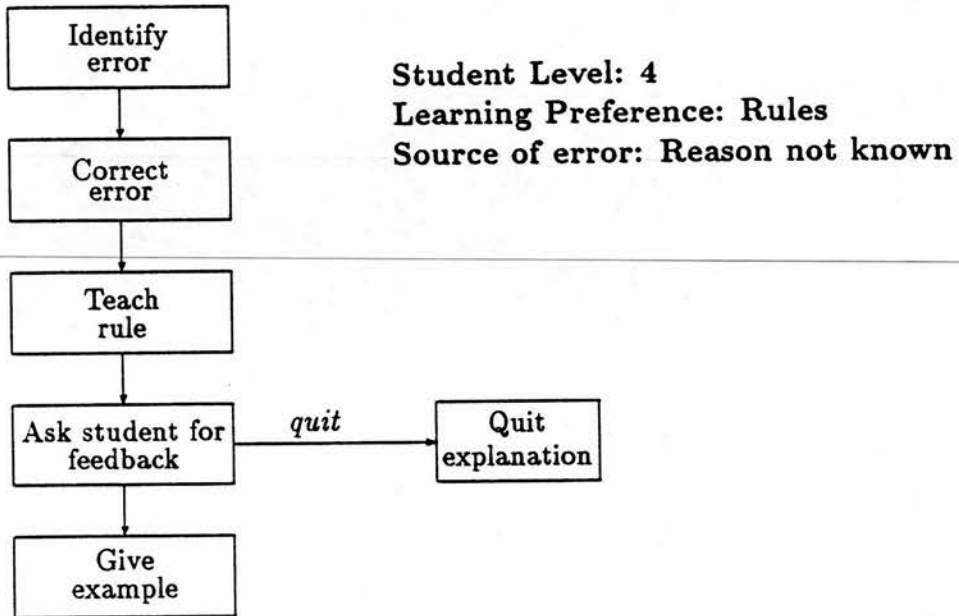 Identify
error
Student Level: 4
Learning Preference: Rules
Source of error: Reason not known
Correct
error
Teach
rule
Ask student for
feedback
quit
Quit
explanation
Give
example